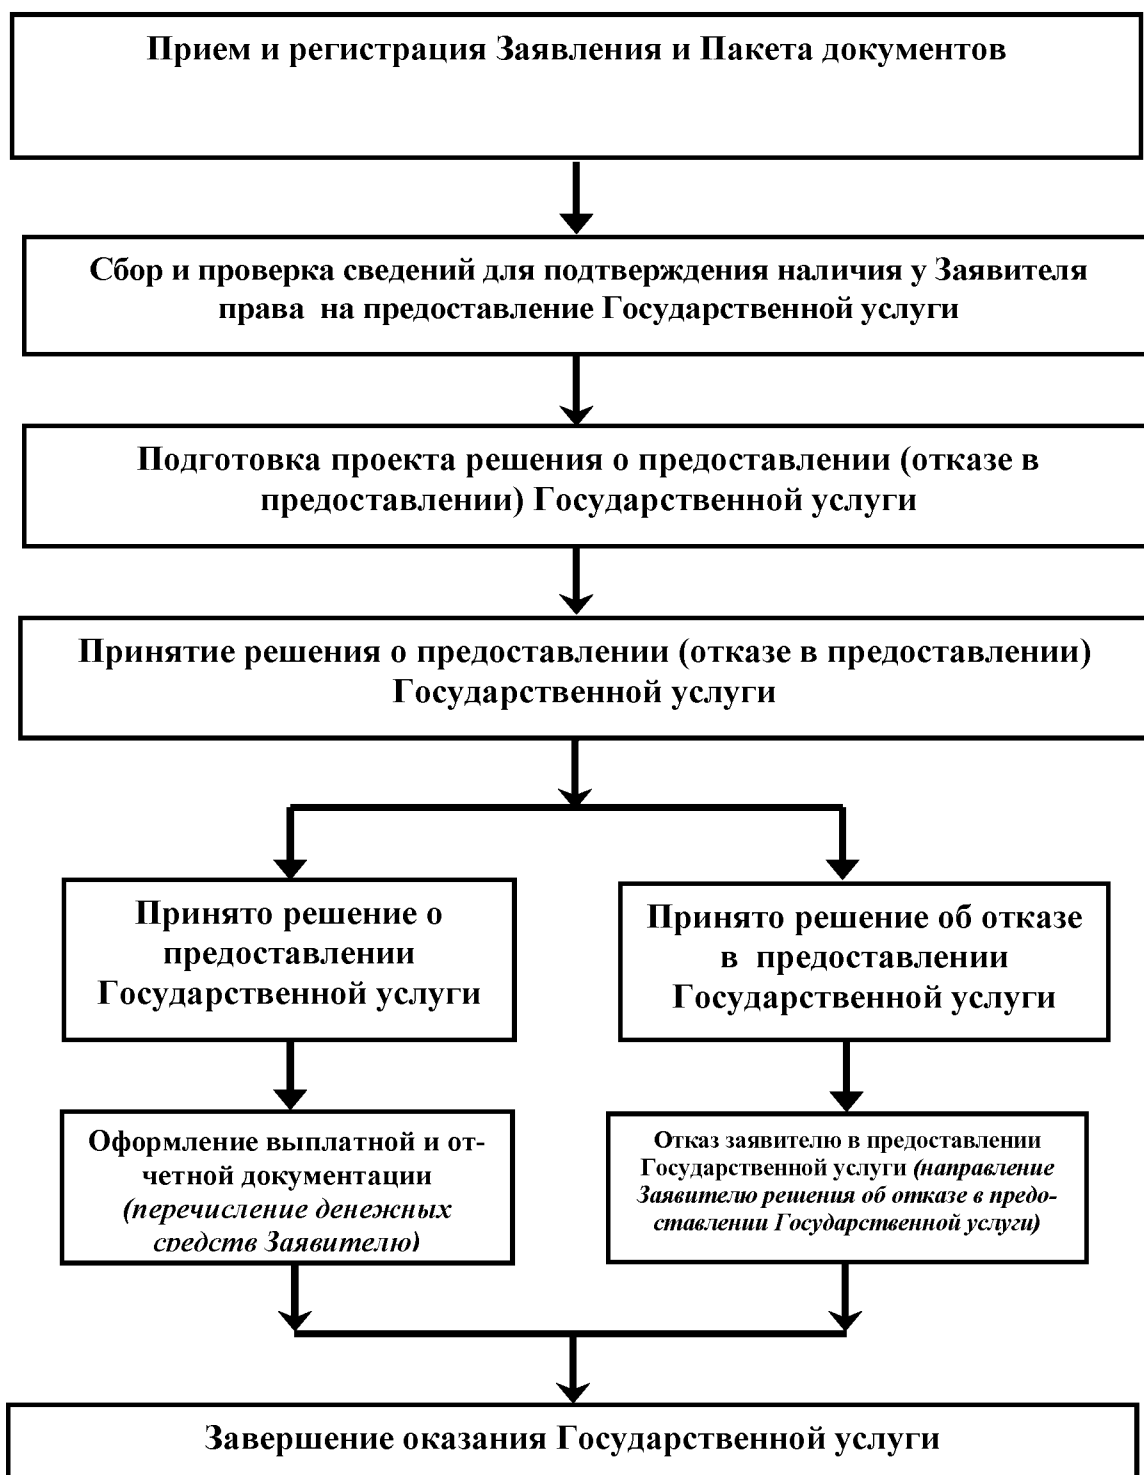 Прием и регистрация Заявления и Пакета документов
Сбор и проверка сведений для подтверждения наличия у Заявителя
права на предоставление Государственной услуги
Подготовка проекта решения о предоставлении (отказе в
предоставлении) Государственной услуги
Принятие решения о предоставлении (отказе в предоставлении)
Государственной услуги
Принято решение о
предоставлении
Государственной услуги
Принято решение об отказе
в предоставлении
Государственной услуги
Оформление выплатной и от-
четной документации
(перечисление денежных
средств Заявителю)
Отказ заявителю в предоставлении
Государственной услуги (направление
Заявителю решения об отказе в предо-
ставлении Государственной услуги)
Завершение оказания Государственной услуги